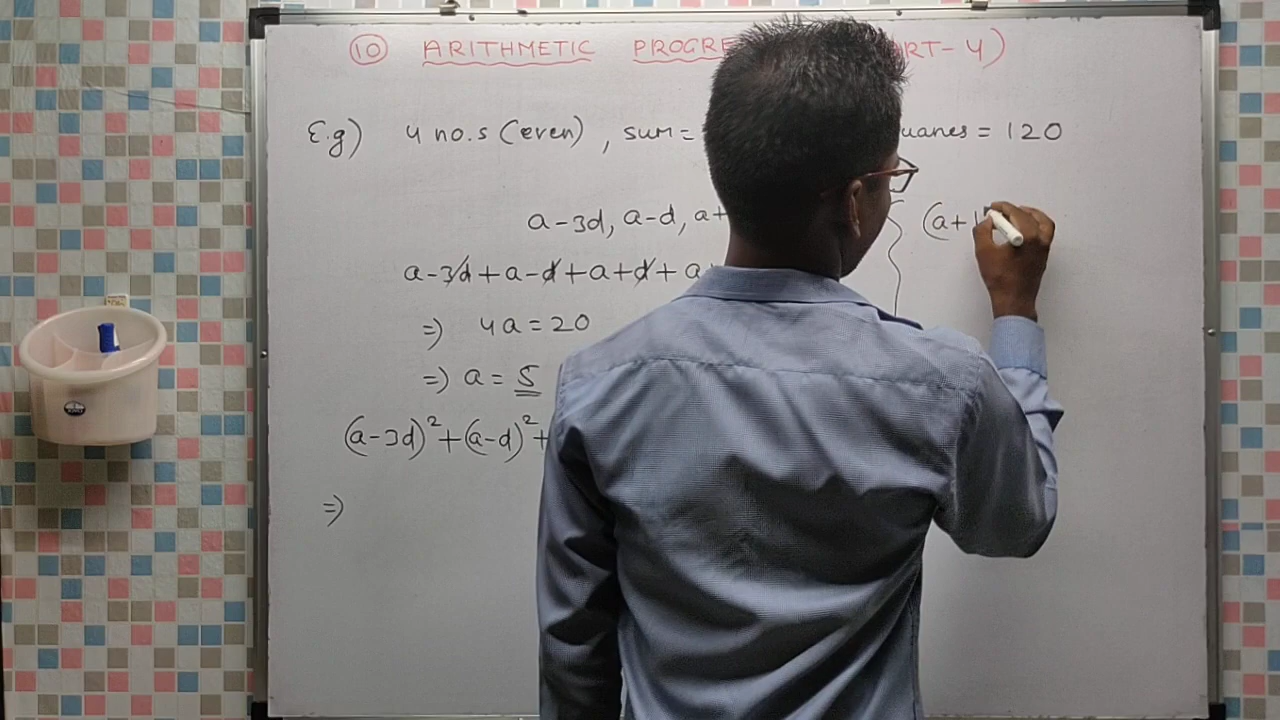 10 ARITHMETIC PROGRE RT-4)
E.g) 4 no.s (even), sum= uares = 120
a-3d, a-d, a+ (a+
a-3d+a-d+a+d+a
=) 4a=20
=) a=5
(a-3d)²+(a-d)²+
=)